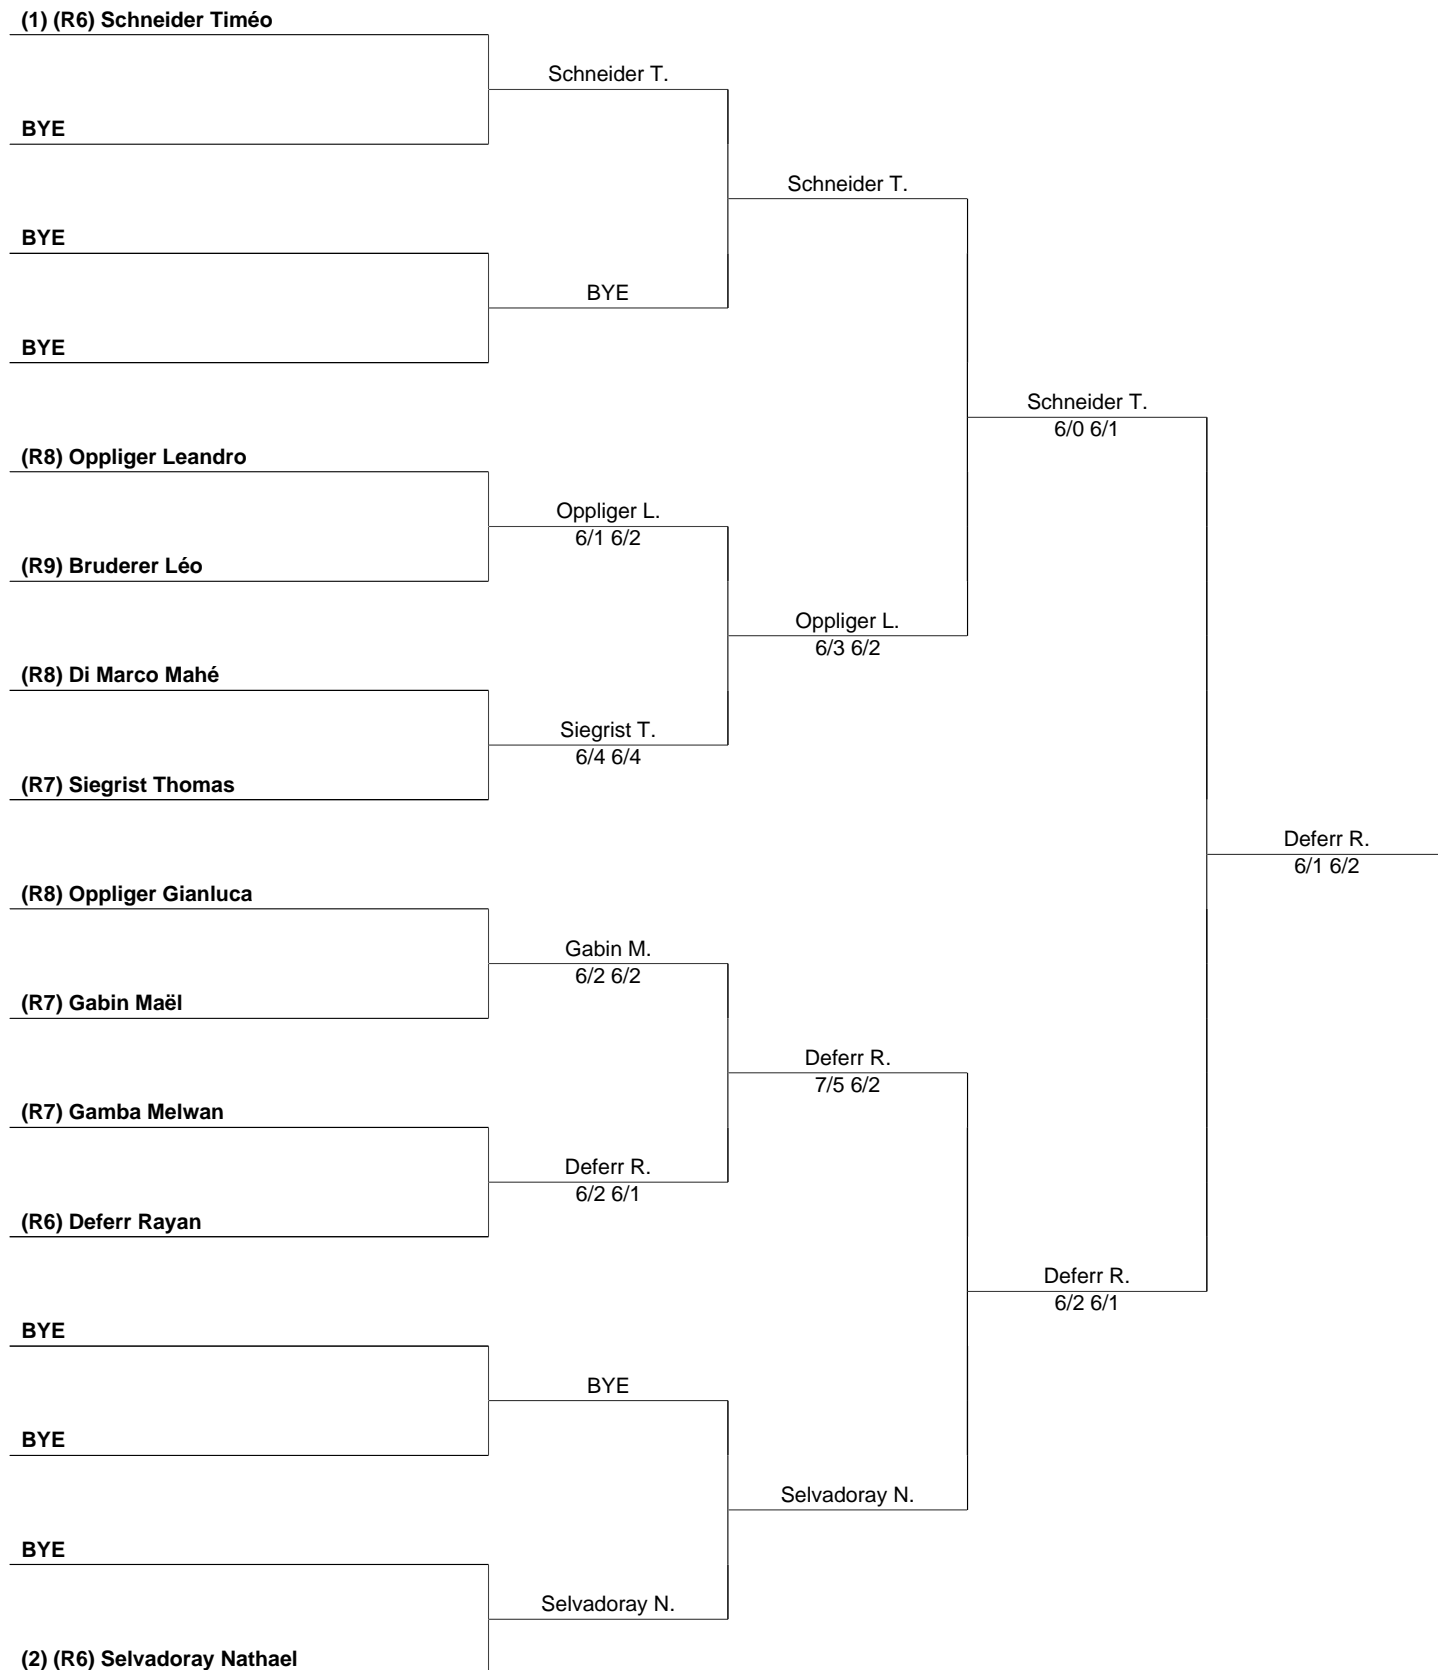 (1) (R6) Schneider Timéo
Schneider T.
BYE
Schneider T.
BYE
BYE
BYE
Schneider T.
6/0 6/1
(R8) Oppliger Leandro
Oppliger L.
6/1 6/2
(R9) Bruderer Léo
Oppliger L.
6/3 6/2
(R8) Di Marco Mahé
Siegrist T.
6/4 6/4
(R7) Siegrist Thomas
Deferr R.
6/1 6/2
(R8) Oppliger Gianluca
Gabin M.
6/2 6/2
(R7) Gabin Maël
Deferr R.
7/5 6/2
(R7) Gamba Melwan
Deferr R.
6/2 6/1
(R6) Deferr Rayan
Deferr R.
6/2 6/1
BYE
BYE
BYE
Selvadoray N.
BYE
Selvadoray N.
(2) (R6) Selvadoray Nathael